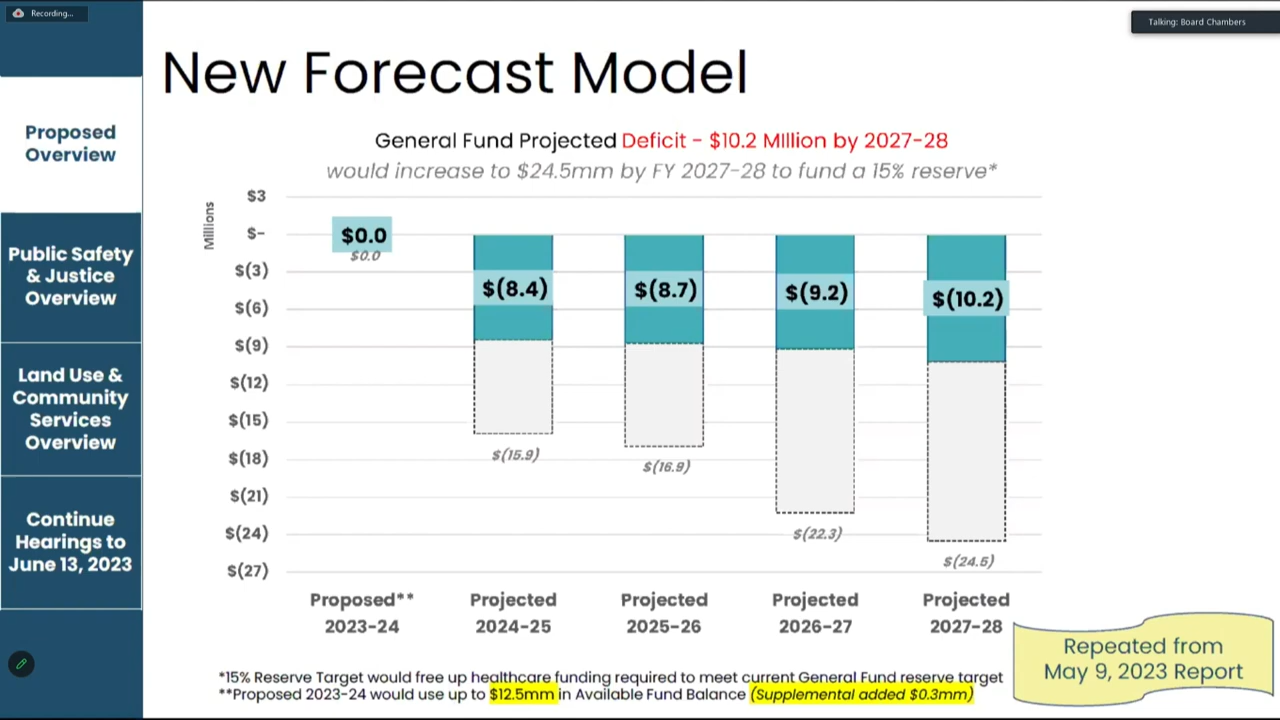 Recording...
Talking: Board Chambers
Proposed
Overview
Public Safety
& Justice
Overview
Land Use &
Community
Services
Overview
Continue
Hearings to
June 13, 2023
New Forecast Model
General Fund Projected Deficit - $10.2 MIllion by 2027-28
would increase to $24.5mm by FY 2027-28 to fund a 15% reserve*
Millions
$3
$-
$(3)
$(6)
$(9)
$(12)
$(15)
$(18)
$(21)
$(24)
$(27)
$0.0
$0.0
$(8.4)
$(8.7)
$(9.2)
$(10.2)
$(15.9)
$(16.9)
$(22.3)
$(24.5)
Proposed**
2023-24
Projected
2024-25
Projected
2025-26
Projected
2026-27
Projected
2027-28
*15% Reserve Target would free up healthcare funding required to meet current General Fund reserve target
**Proposed 2023-24 would use up to $12.5mm in Available Fund Balance (Supplemental added $0.3mm)
Repeated from
May 9, 2023 Report